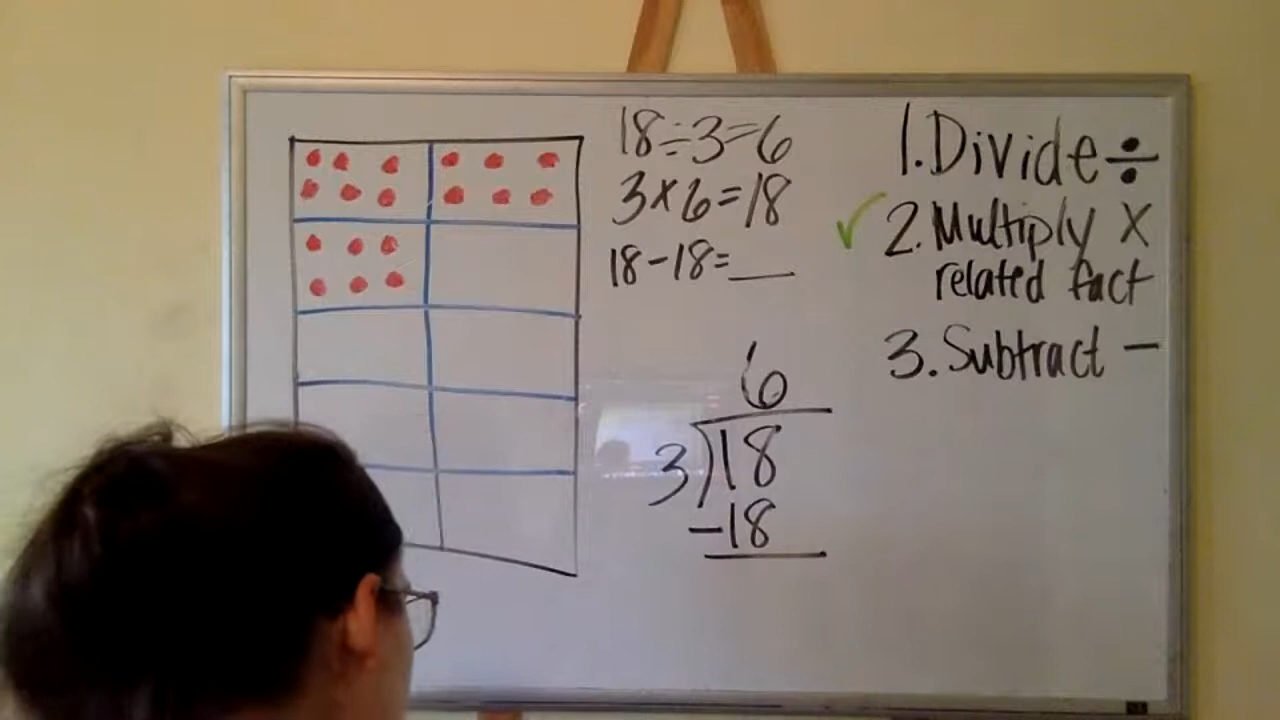 18÷3=6
3×6=18
18-18=__
6
3)18
-18
1. Divide ÷
✓ 2. Multiply X
related fact
3. Subtract -